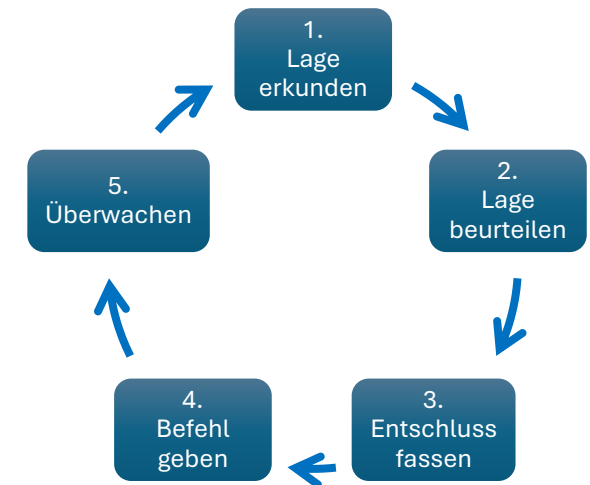 1.
Lage
erkunden
2.
Lage
beurteilen
3.
Entschluss
fassen
4.
Befehl
geben
5.
Überwachen